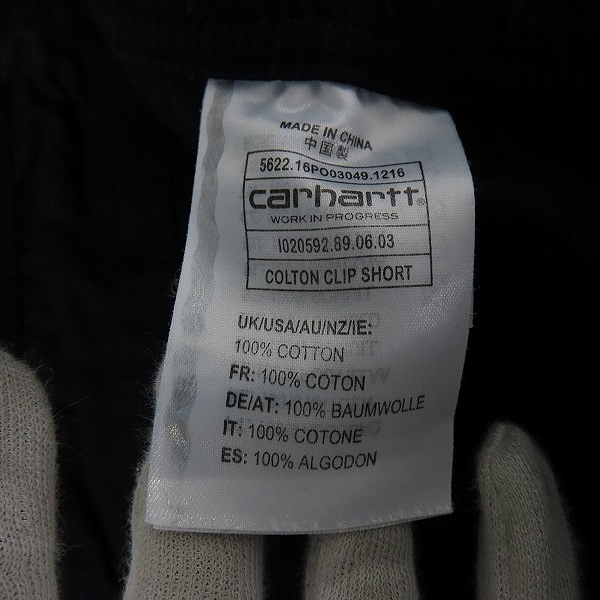 MADE IN CHINA
中国製
5622.16PO03049.1216
carhartt®
WORK IN PROGRESS
I020592.89.06.03
COLTON CLIP SHORT
UK/USA/AU/NZ/IE:
100% COTTON
FR: 100% COTON
DE/AT: 100% BAUMWOLLE
IT: 100% COTONE
ES: 100% ALGODON